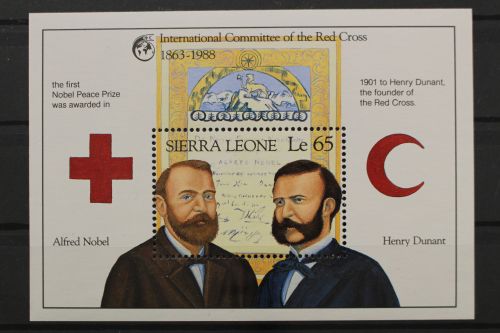 International Committee of the Red Cross
1863-1988
the first
Nobel Peace Prize
was awarded in
1901 to Henry Dunant,
the founder of
the Red Cross.
SIERRA LEONE Le 65
ALFRED NOBEL
Alfred Nobel
Henry Dunant